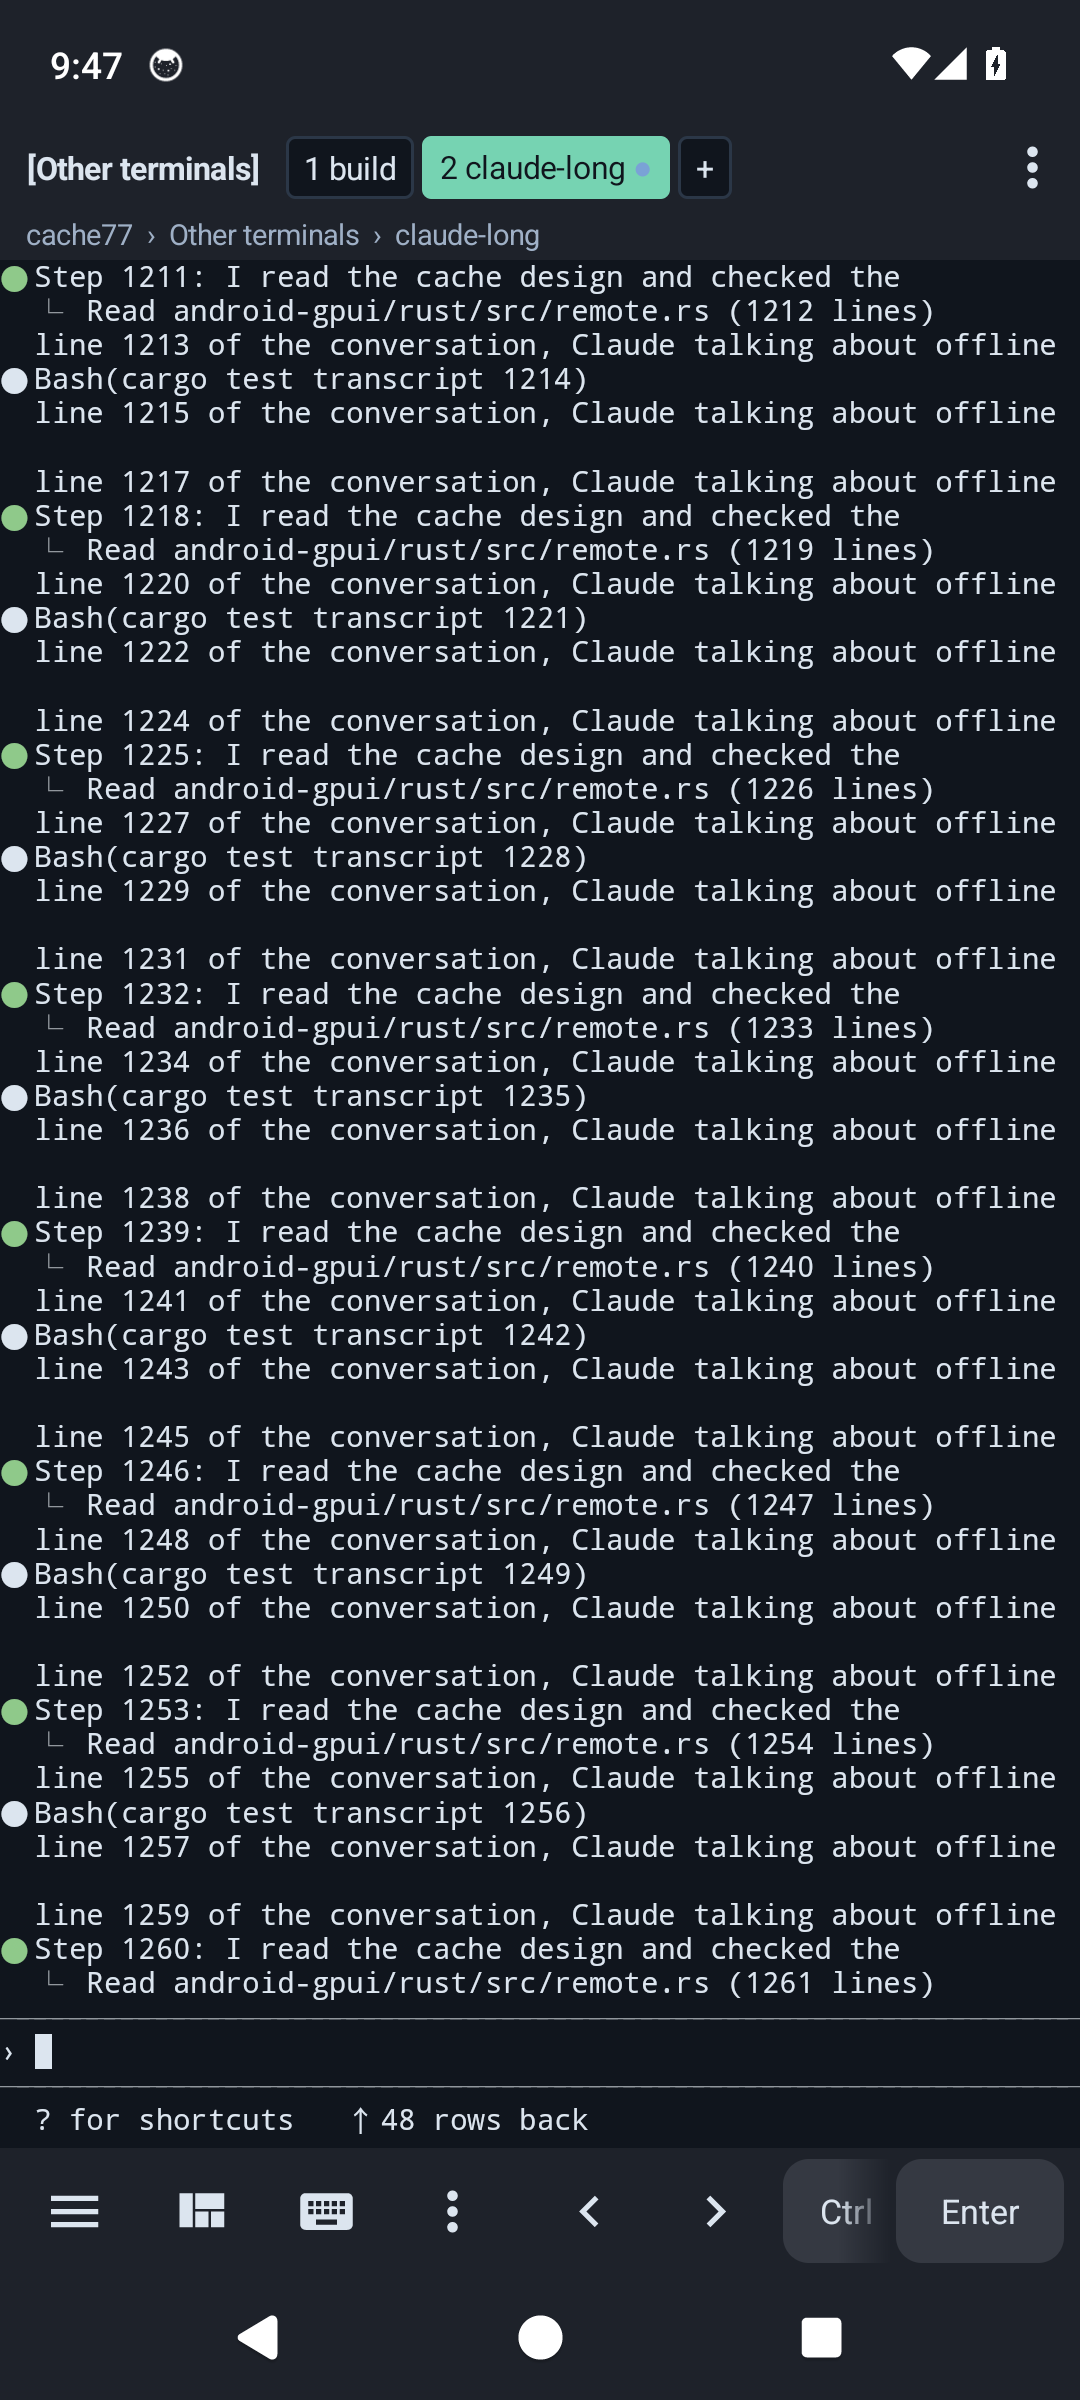 9:47
[Other terminals] 1 build 2 claude-long +
cache77 › Other terminals › claude-long
Step 1211: I read the cache design and checked the
└ Read android-gpui/rust/src/remote.rs (1212 lines)
line 1213 of the conversation, Claude talking about offline
Bash(cargo test transcript 1214)
line 1215 of the conversation, Claude talking about offline
line 1217 of the conversation, Claude talking about offline
Step 1218: I read the cache design and checked the
└ Read android-gpui/rust/src/remote.rs (1219 lines)
line 1220 of the conversation, Claude talking about offline
Bash(cargo test transcript 1221)
line 1222 of the conversation, Claude talking about offline
line 1224 of the conversation, Claude talking about offline
Step 1225: I read the cache design and checked the
└ Read android-gpui/rust/src/remote.rs (1226 lines)
line 1227 of the conversation, Claude talking about offline
Bash(cargo test transcript 1228)
line 1229 of the conversation, Claude talking about offline
line 1231 of the conversation, Claude talking about offline
Step 1232: I read the cache design and checked the
└ Read android-gpui/rust/src/remote.rs (1233 lines)
line 1234 of the conversation, Claude talking about offline
Bash(cargo test transcript 1235)
line 1236 of the conversation, Claude talking about offline
line 1238 of the conversation, Claude talking about offline
Step 1239: I read the cache design and checked the
└ Read android-gpui/rust/src/remote.rs (1240 lines)
line 1241 of the conversation, Claude talking about offline
Bash(cargo test transcript 1242)
line 1243 of the conversation, Claude talking about offline
line 1245 of the conversation, Claude talking about offline
Step 1246: I read the cache design and checked the
└ Read android-gpui/rust/src/remote.rs (1247 lines)
line 1248 of the conversation, Claude talking about offline
Bash(cargo test transcript 1249)
line 1250 of the conversation, Claude talking about offline
line 1252 of the conversation, Claude talking about offline
Step 1253: I read the cache design and checked the
└ Read android-gpui/rust/src/remote.rs (1254 lines)
line 1255 of the conversation, Claude talking about offline
Bash(cargo test transcript 1256)
line 1257 of the conversation, Claude talking about offline
line 1259 of the conversation, Claude talking about offline
Step 1260: I read the cache design and checked the
└ Read android-gpui/rust/src/remote.rs (1261 lines)
›
? for shortcuts ↑ 48 rows back
Ctrl Enter